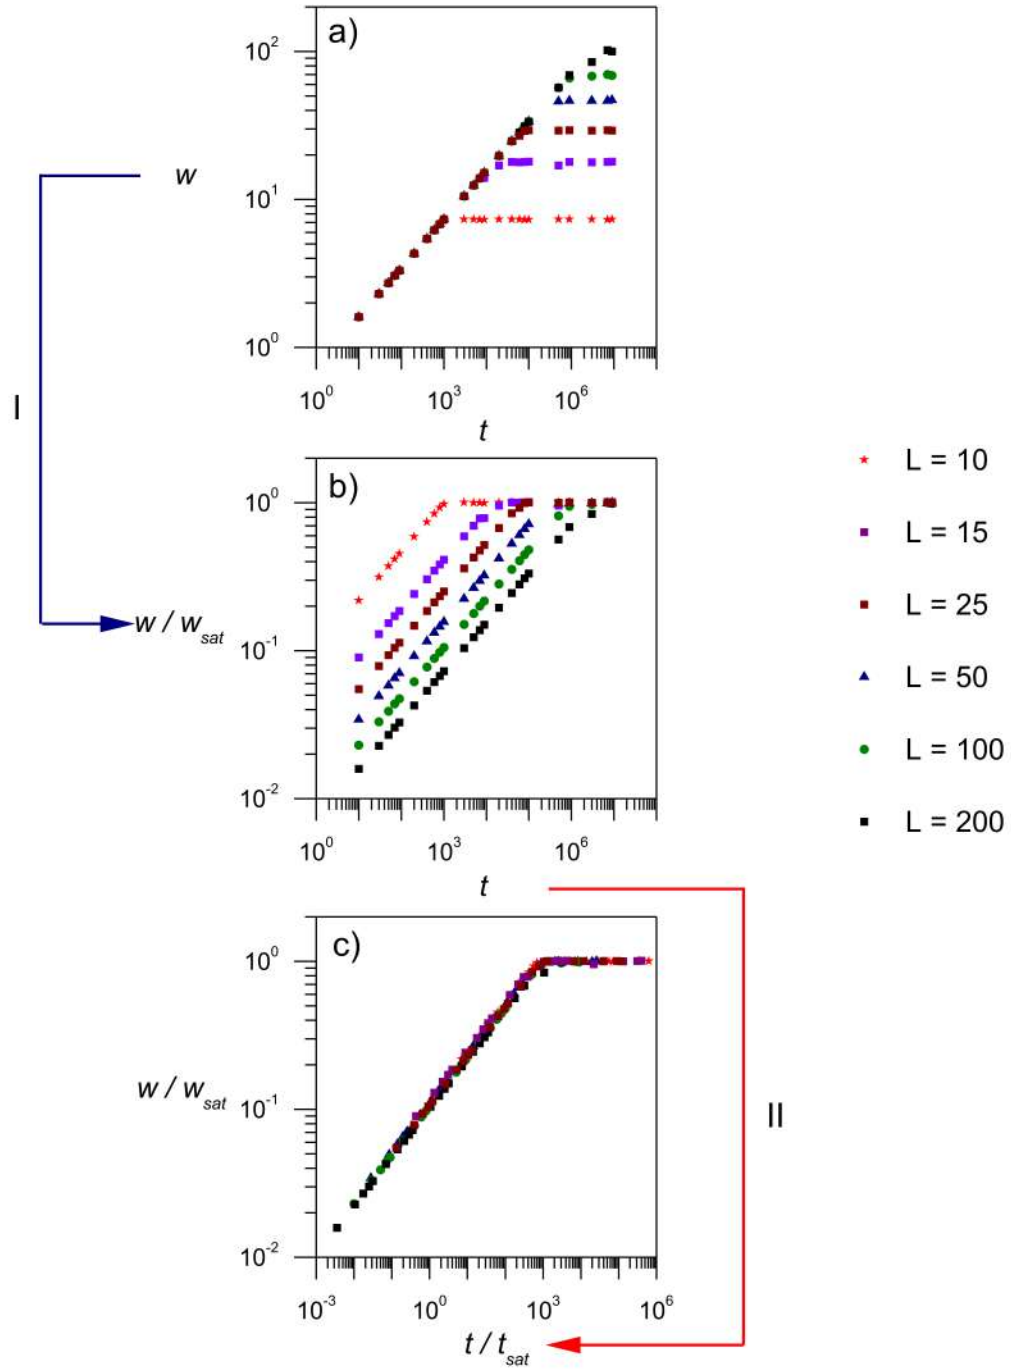 a)
10²
10¹
10⁰
w
10⁰ 10³ 10⁶
t
I
b)
10⁰
10⁻¹
10⁻²
w / w_sat
10⁰ 10³ 10⁶
t
L = 10
L = 15
L = 25
L = 50
L = 100
L = 200
c)
10⁰
10⁻¹
10⁻²
w / w_sat
10⁻³ 10⁰ 10³ 10⁶
t / t_sat
II